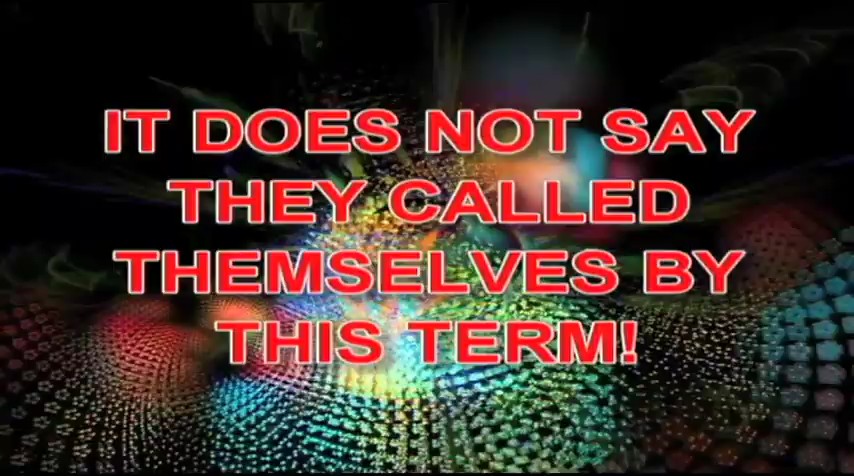 IT DOES NOT SAY
THEY CALLED
THEMSELVES BY
THIS TERM!